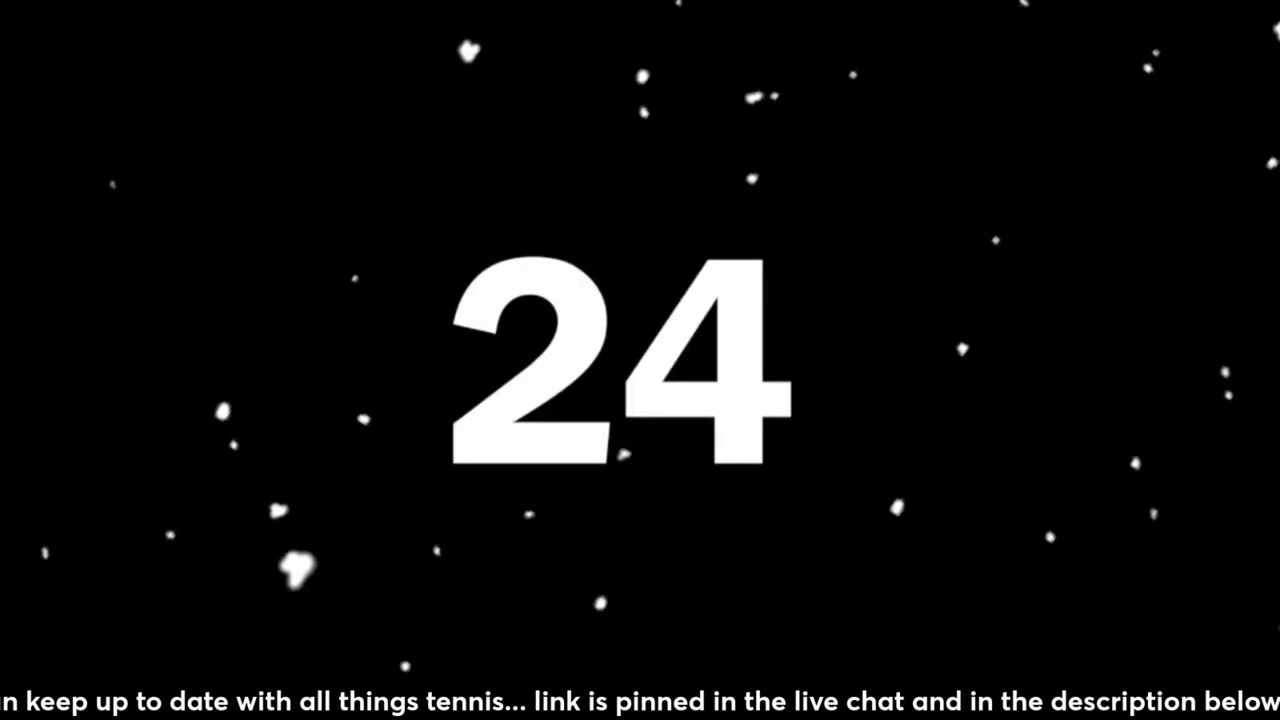 24
keep up to date with all things tennis... link is pinned in the live chat and in the description below